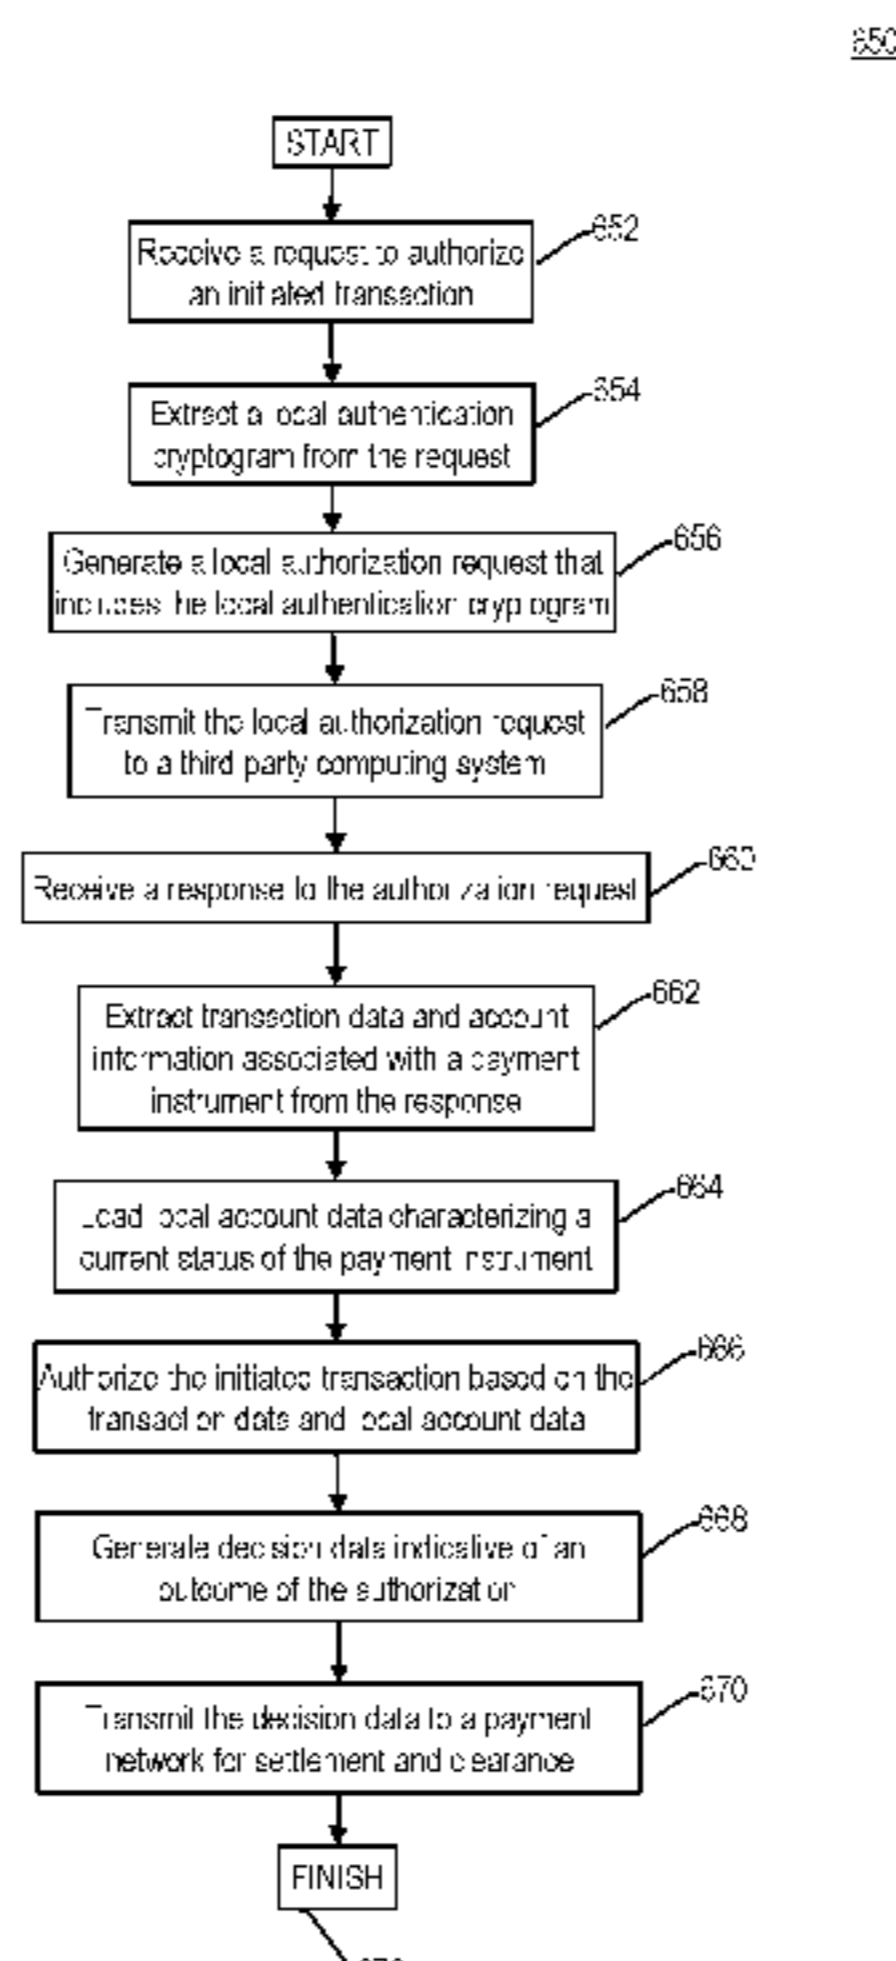 650
START
652
Receive a request to authorize
an initiated transaction
654
Extract a local authentication
cryptogram from the request
656
Generate a local authorization request that
includes the local authentication cryptogram
658
Transmit the local authorization request
to a third party computing system
660
Receive a response to the authorization request
662
Extract transaction data and account
information associated with a payment
instrument from the response
664
Load local account data characterizing a
current status of the payment instrument
666
Authorize the initiated transaction based on the
transaction data and local account data
668
Generate decision data indicative of an
outcome of the authorization
670
Transmit the decision data to a payment
network for settlement and clearance
FINISH